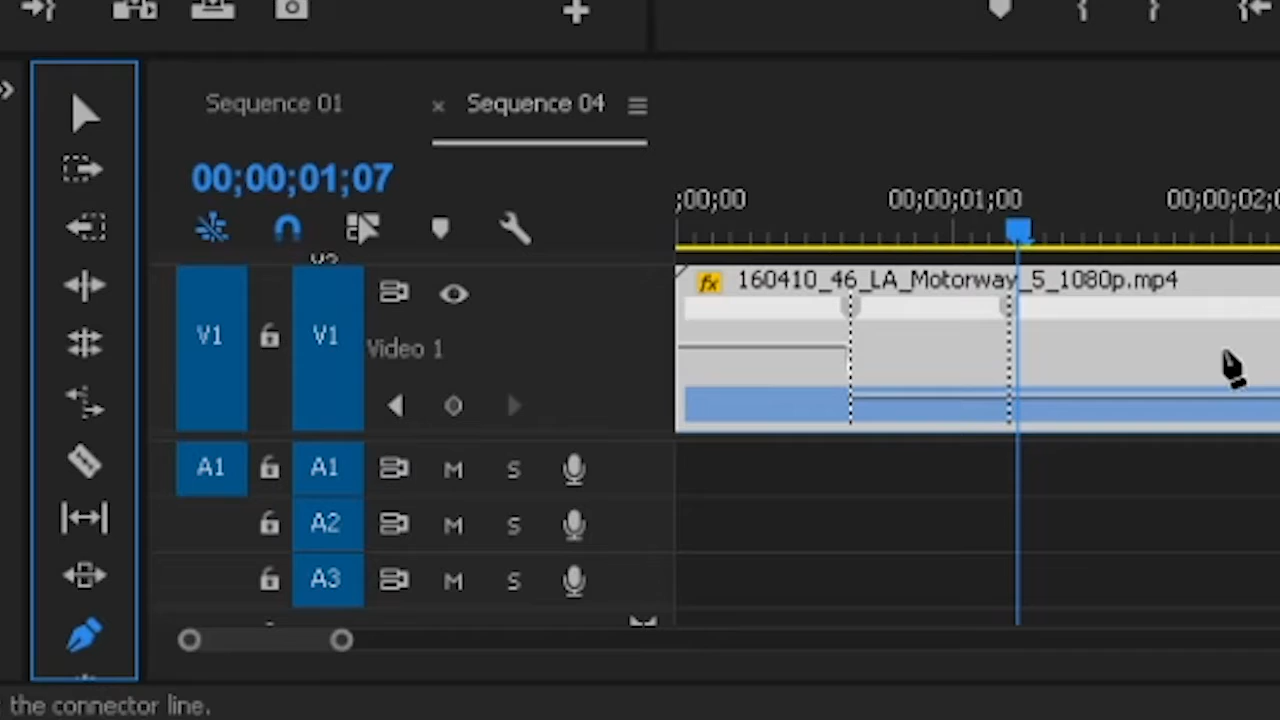 Sequence 01
× Sequence 04
00;00;01;07
;00;00 00;00;01;00 00;00;02;0
fx 160410_46_LA_Motorway_5_1080p.mp4
V1 V1
Video 1
A1 A1 M S
A2 M S
A3 M S
the connector line.